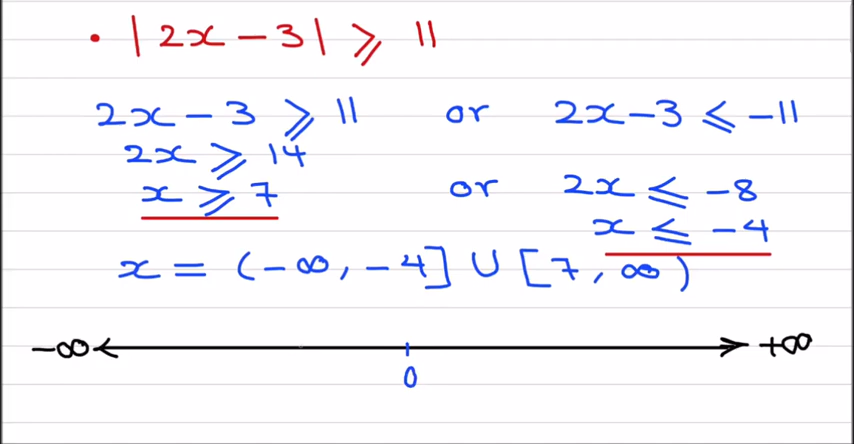 • |2x - 3| ⩾ 11
2x - 3 ⩾ 11 or 2x - 3 ⩽ -11
2x ⩾ 14
x ⩾ 7 or 2x ⩽ -8
x ⩽ -4
x = (-∞, -4] ∪ [7, ∞)
-∞ +∞
0